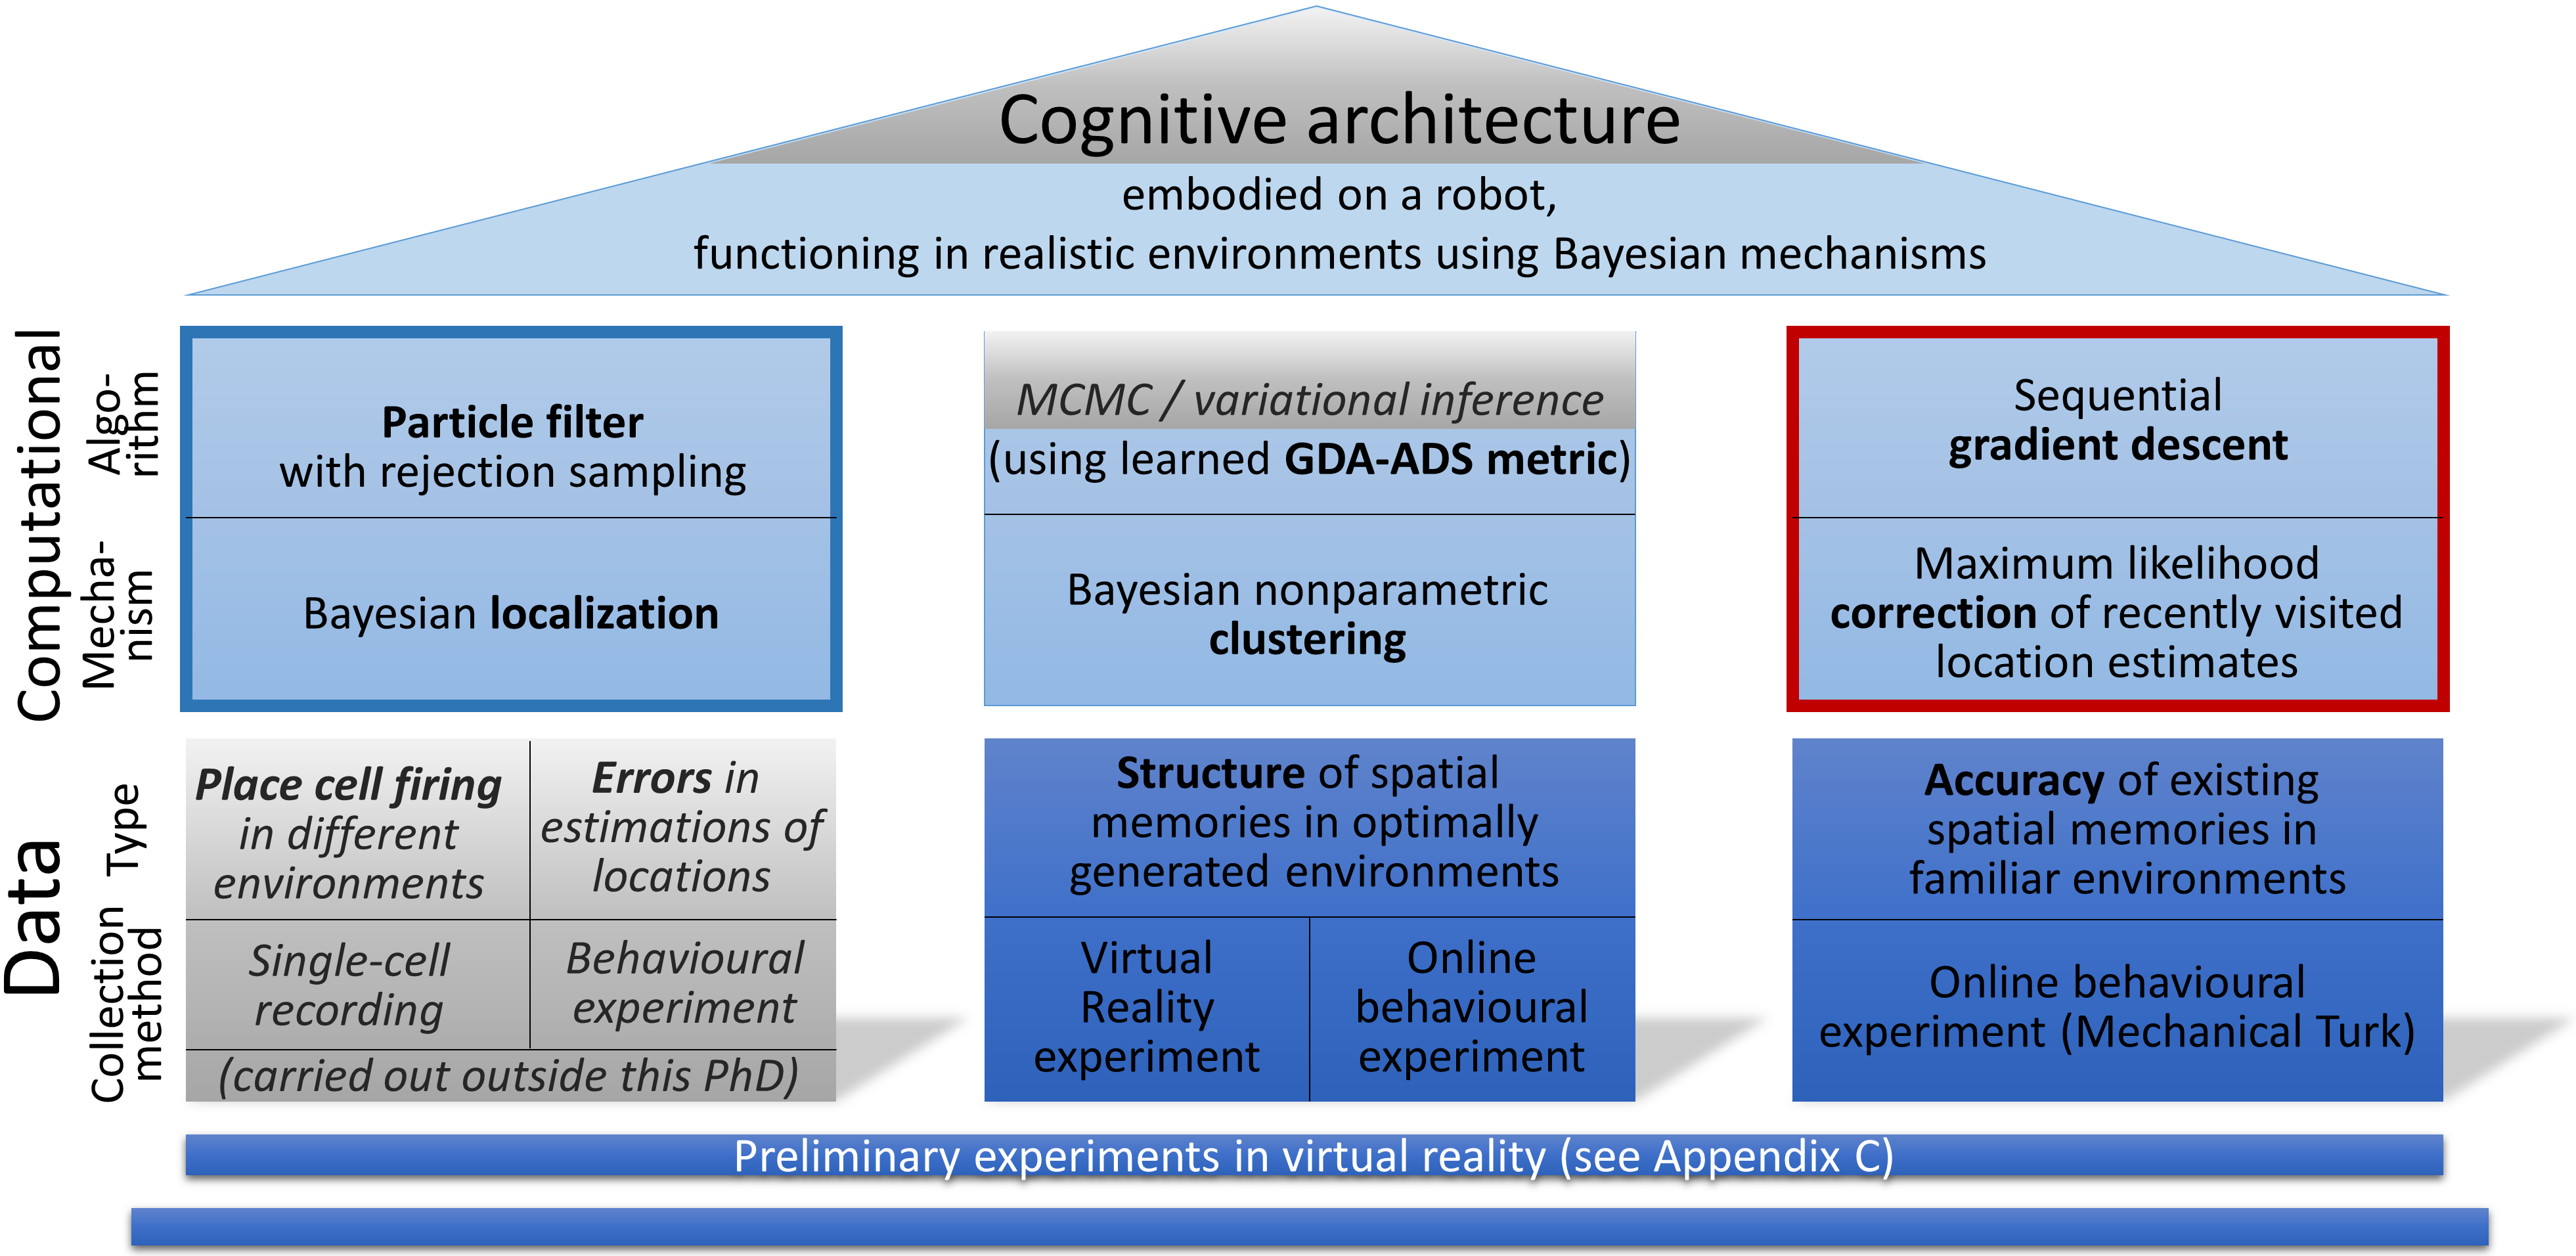 Cognitive architecture
embodied on a robot,
functioning in realistic environments using Bayesian mechanisms
Computational
Algo-
rithm
Particle filter
with rejection sampling
MCMC / variational inference
(using learned GDA-ADS metric)
Sequential
gradient descent
Mecha-
nism
Bayesian localization
Bayesian nonparametric
clustering
Maximum likelihood
correction of recently visited
location estimates
Data
Type
Place cell firing
in different
environments
Errors in
estimations of
locations
Structure of spatial
memories in optimally
generated environments
Accuracy of existing
spatial memories in
familiar environments
Collection
method
Single-cell
recording
Behavioural
experiment
(carried out outside this PhD)
Virtual
Reality
experiment
Online
behavioural
experiment
Online behavioural
experiment (Mechanical Turk)
Preliminary experiments in virtual reality (see Appendix C)